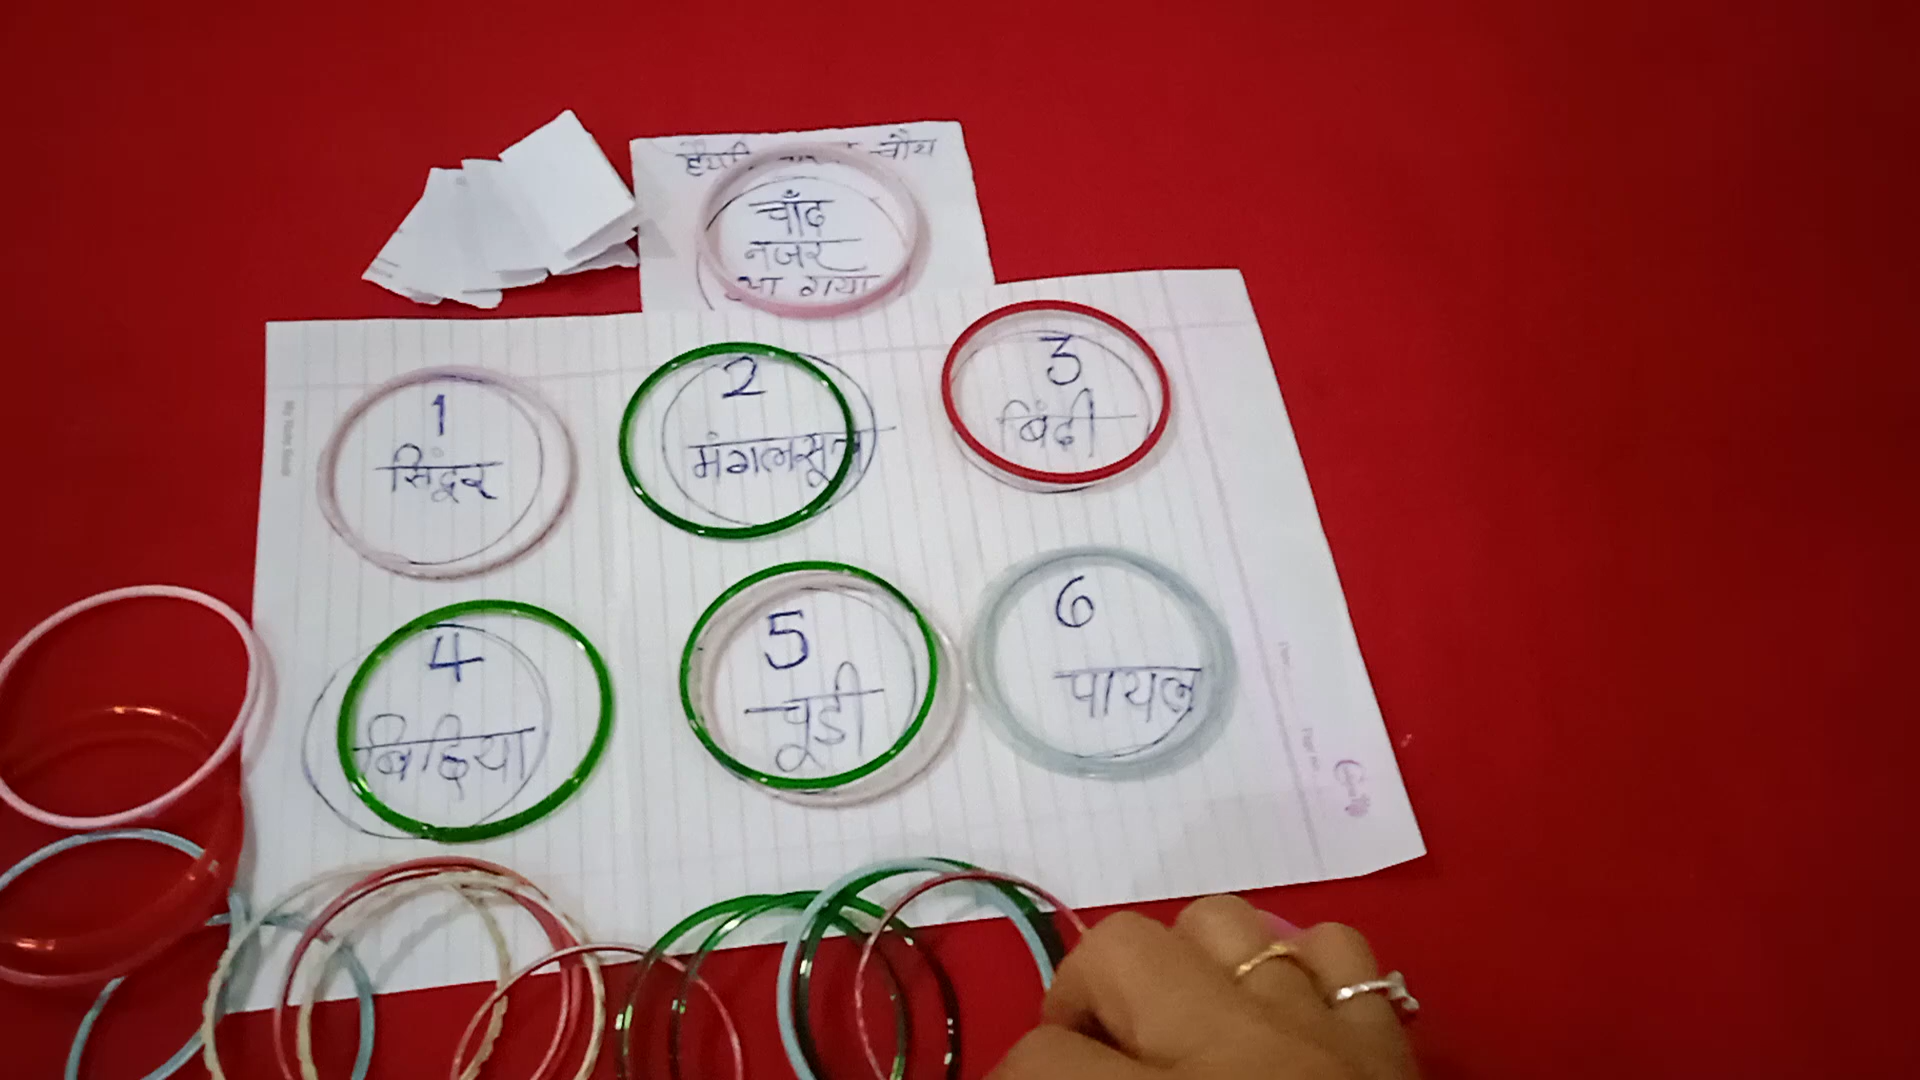 चौथ
चाँद
नजर
आ गया
1
सिंदूर
2
मंगलसूत्र
3
बिंदी
4
बिछिया
5
चूडी
6
पायल